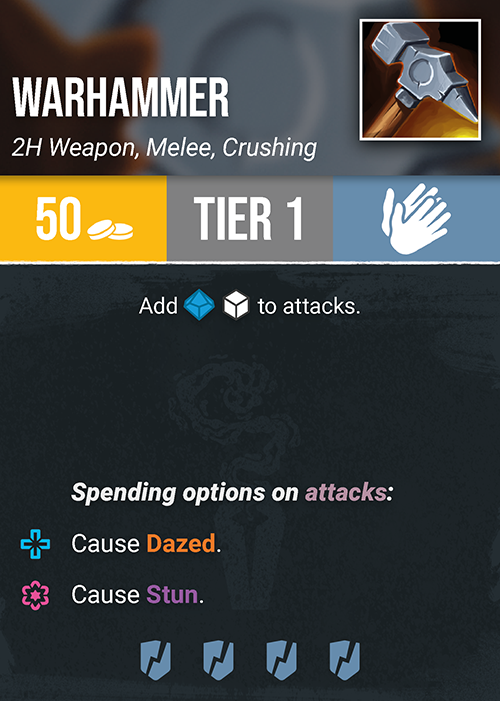 WARHAMMER
2H Weapon, Melee, Crushing
50 TIER 1
Add to attacks.
Spending options on attacks:
Cause Dazed.
Cause Stun.